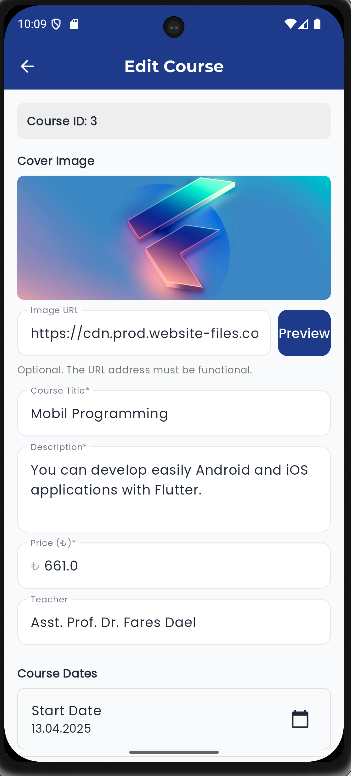 10:09
Edit Course
Course ID: 3
Cover Image
Image URL
https://cdn.prod.website-files.co
Preview
Optional. The URL address must be functional.
Course Title*
Mobil Programming
Description*
You can develop easily Android and iOS
applications with Flutter.
Price (₺)*
₺ 661.0
Teacher
Asst. Prof. Dr. Fares Dael
Course Dates
Start Date
13.04.2025